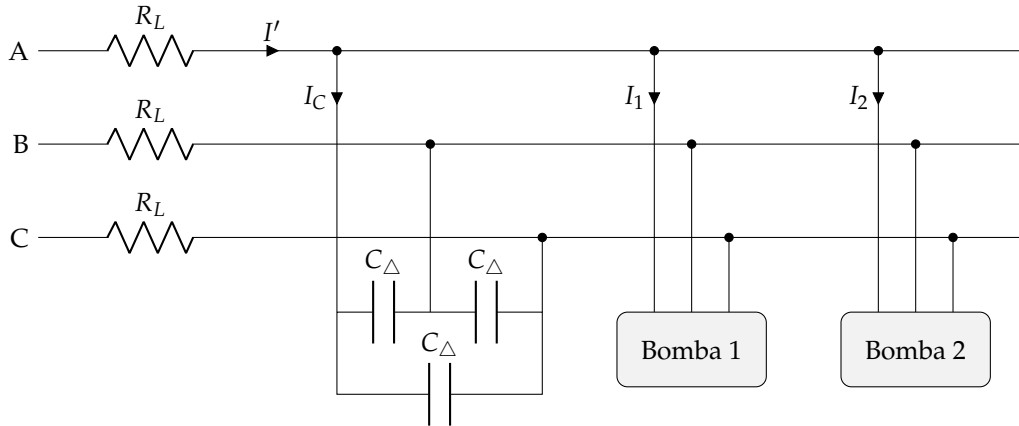 R_L
I′
A
I_C
I_1
I_2
R_L
B
R_L
C
C_△
C_△
C_△
Bomba 1
Bomba 2